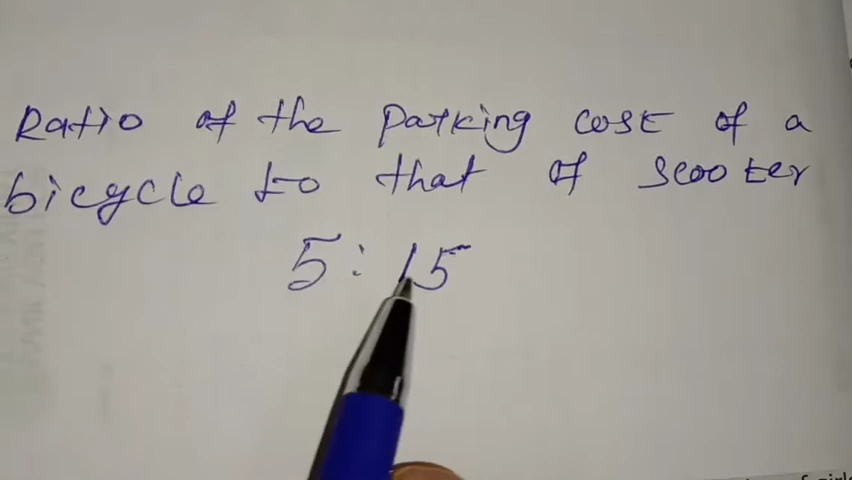 Ratio of the parking cost of a
bicycle to that of scooter
5:15